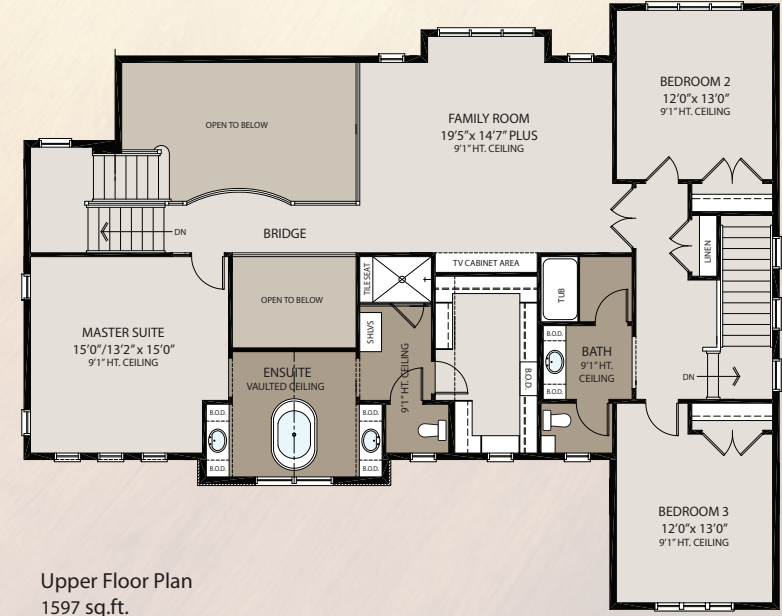 BEDROOM 2
12'0"x 13'0"
9'1" HT. CEILING
FAMILY ROOM
19'5"x 14'7" PLUS
9'1" HT. CEILING
OPEN TO BELOW
DN
BRIDGE
LINEN
TV CABINET AREA
TILE SEAT
OPEN TO BELOW
TUB
MASTER SUITE
15'0"/13'2" x 15'0"
9'1" HT. CEILING
SHLVS
B.O.D.
BATH
9'1" HT.
CEILING
ENSUITE
VAULTED CEILING
9'1" HT. CEILING
B.O.D.
DN
B.O.D.
B.O.D.
B.O.D.
B.O.D.
B.O.D.
BEDROOM 3
12'0"x 13'0"
9'1" HT. CEILING
Upper Floor Plan
1597 sq.ft.